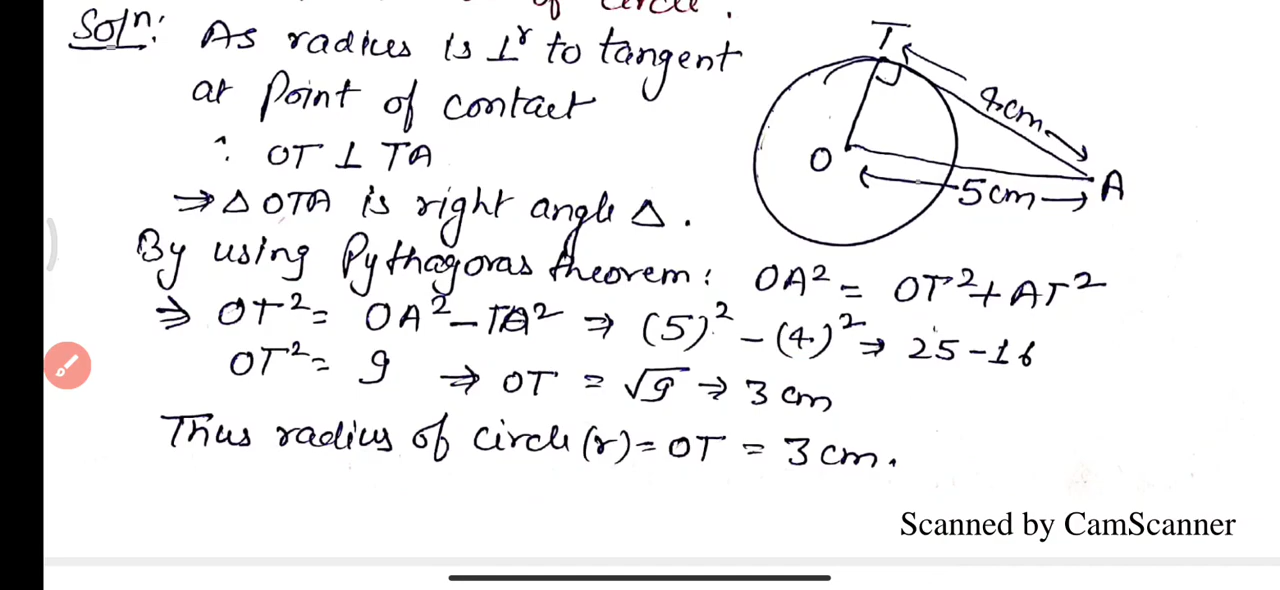 of circle.
Soln: As radius is ⊥r to tangent
at Point of contact
∴ OT ⊥ TA
⇒ △ OTA is right angle △.
By using Pythagoras theorem: OA² = OT² + AT²
⇒ OT² = OA² - TA² ⇒ (5)² - (4)² ⇒ 25-16
OT² = 9 ⇒ OT = √9 ⇒ 3 cm
Thus radius of circle (r) = OT = 3 cm.
T
4cm
O
5cm
A
Scanned by CamScanner